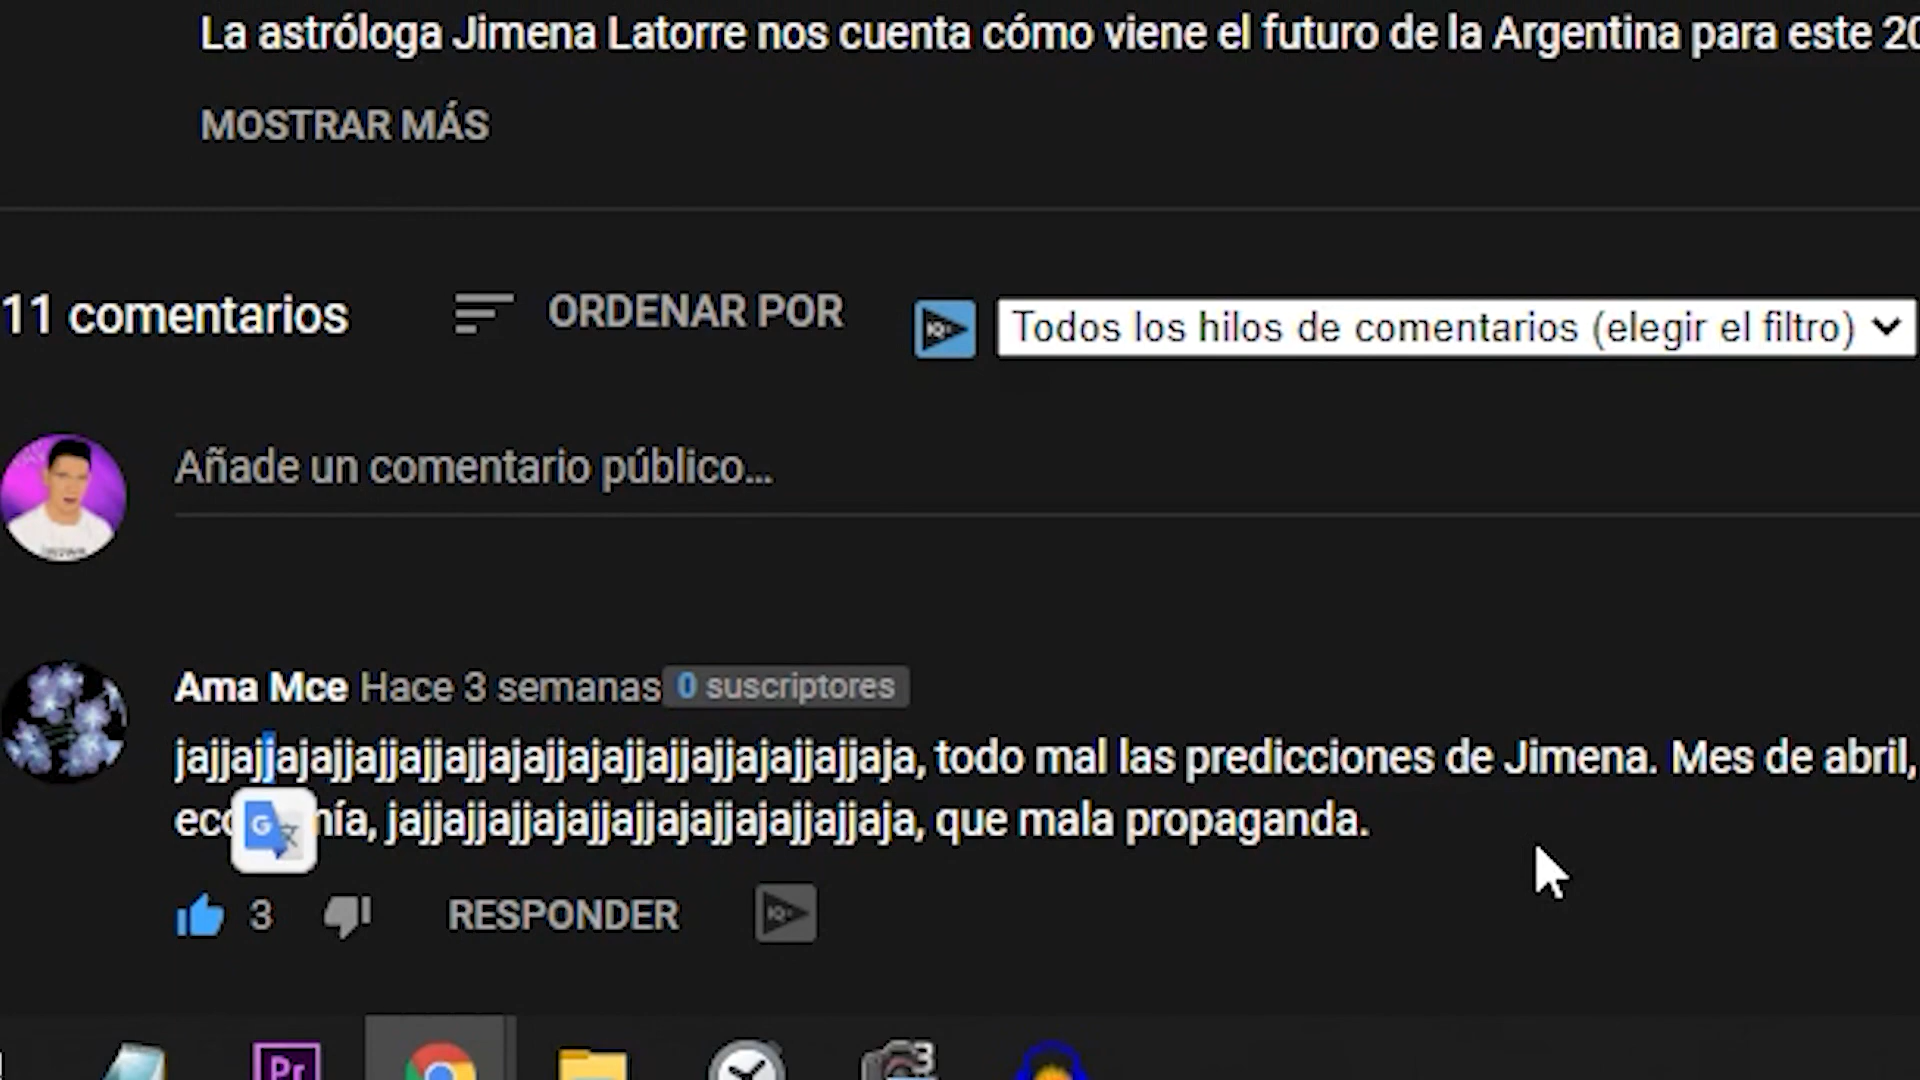 La astróloga Jimena Latorre nos cuenta cómo viene el futuro de la Argentina para este 20
MOSTRAR MÁS
11 comentarios ORDENAR POR Todos los hilos de comentarios (elegir el filtro)
Añade un comentario público...
Ama Mce Hace 3 semanas 0 suscriptores
jajjajjajajjajjajjajjajajjajajjajjajjajajjajjaja, todo mal las predicciones de Jimena. Mes de abril,
nía, jajjajjajjajajjajjajajjajajjajjaja, que mala propaganda.
3 RESPONDER
Pr